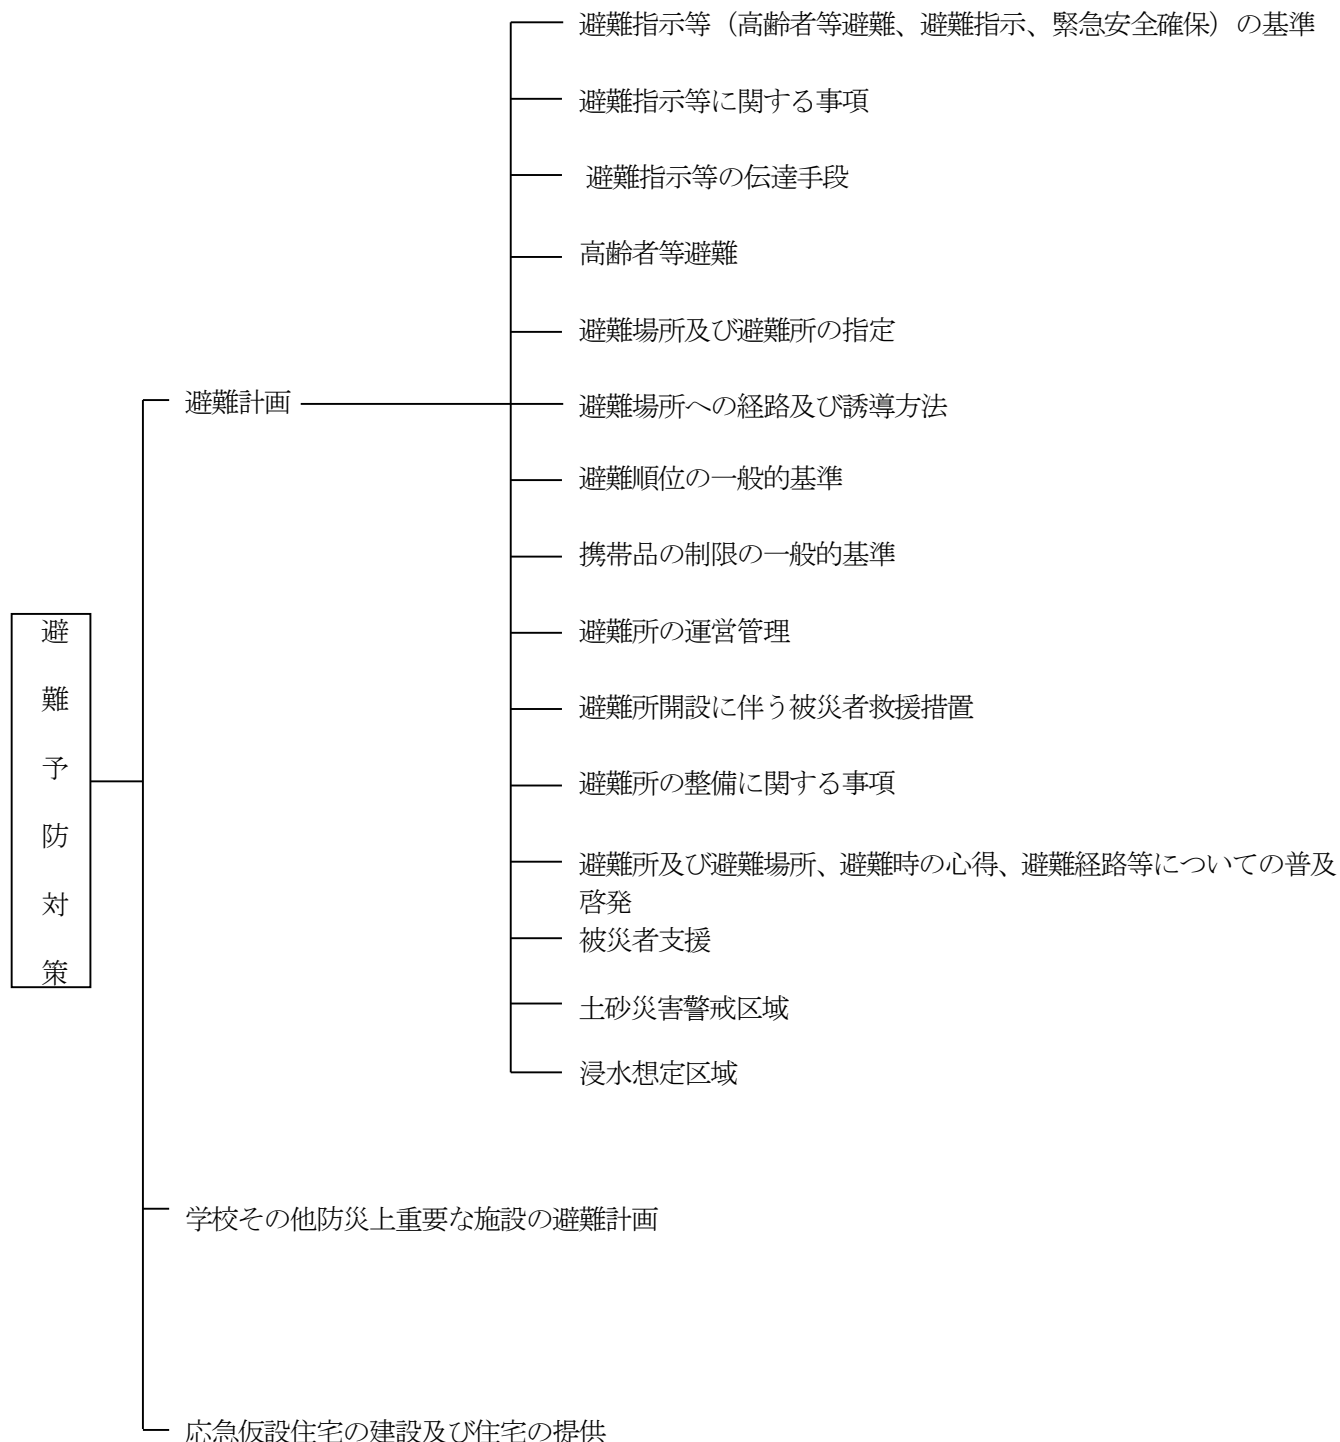 避難指示等(高齢者等避難、避難指示、緊急安全確保)の基準
避難指示等に関する事項
避難指示等の伝達手段
高齢者等避難
避難場所及び避難所の指定
避難計画
避難場所への経路及び誘導方法
避難順位の一般的基準
携帯品の制限の一般的基準
避難所の運営管理
避難予防対策
避難所開設に伴う被災者救援措置
避難所の整備に関する事項
避難所及び避難場所、避難時の心得、避難経路等についての普及
啓発
被災者支援
土砂災害警戒区域
浸水想定区域
学校その他防災上重要な施設の避難計画
応急仮設住宅の建設及び住宅の提供